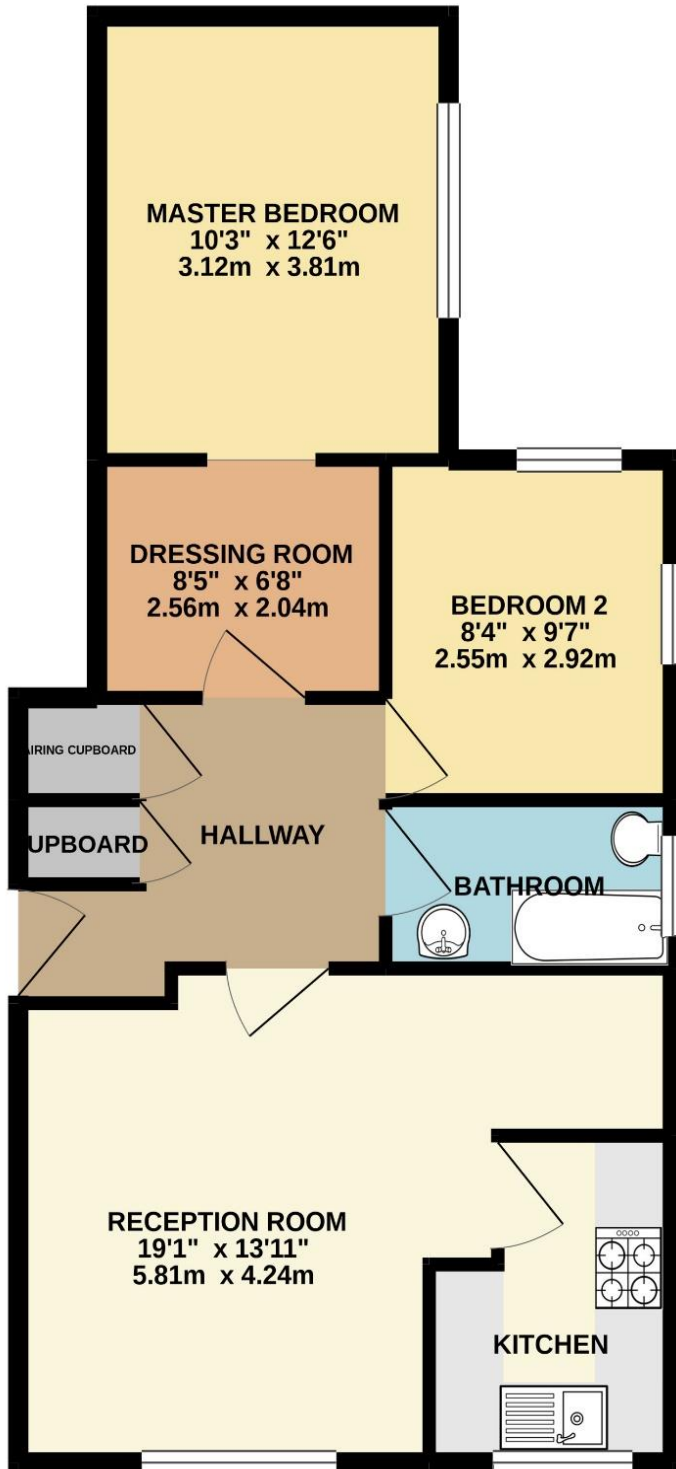 MASTER BEDROOM
10'3" x 12'6"
3.12m x 3.81m
DRESSING ROOM
8'5" x 6'8"
2.56m x 2.04m
BEDROOM 2
8'4" x 9'7"
2.55m x 2.92m
AIRING CUPBOARD
UPBOARD
HALLWAY
BATHROOM
RECEPTION ROOM
19'1" x 13'11"
5.81m x 4.24m
KITCHEN